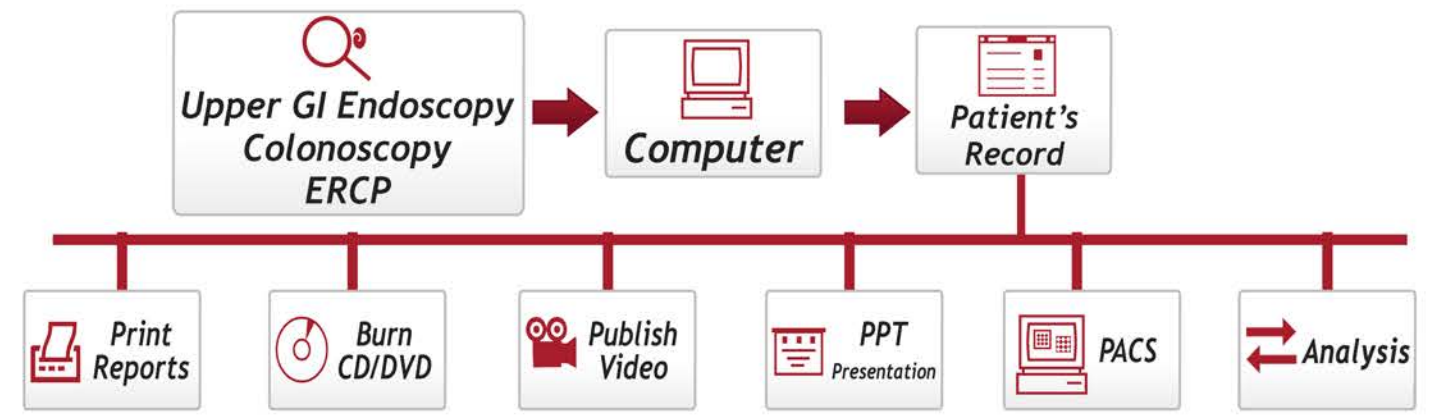 Upper GI Endoscopy
Colonoscopy
ERCP
Computer
Patient's
Record
Print
Reports
Burn
CD/DVD
Publish
Video
PPT
Presentation
PACS
Analysis